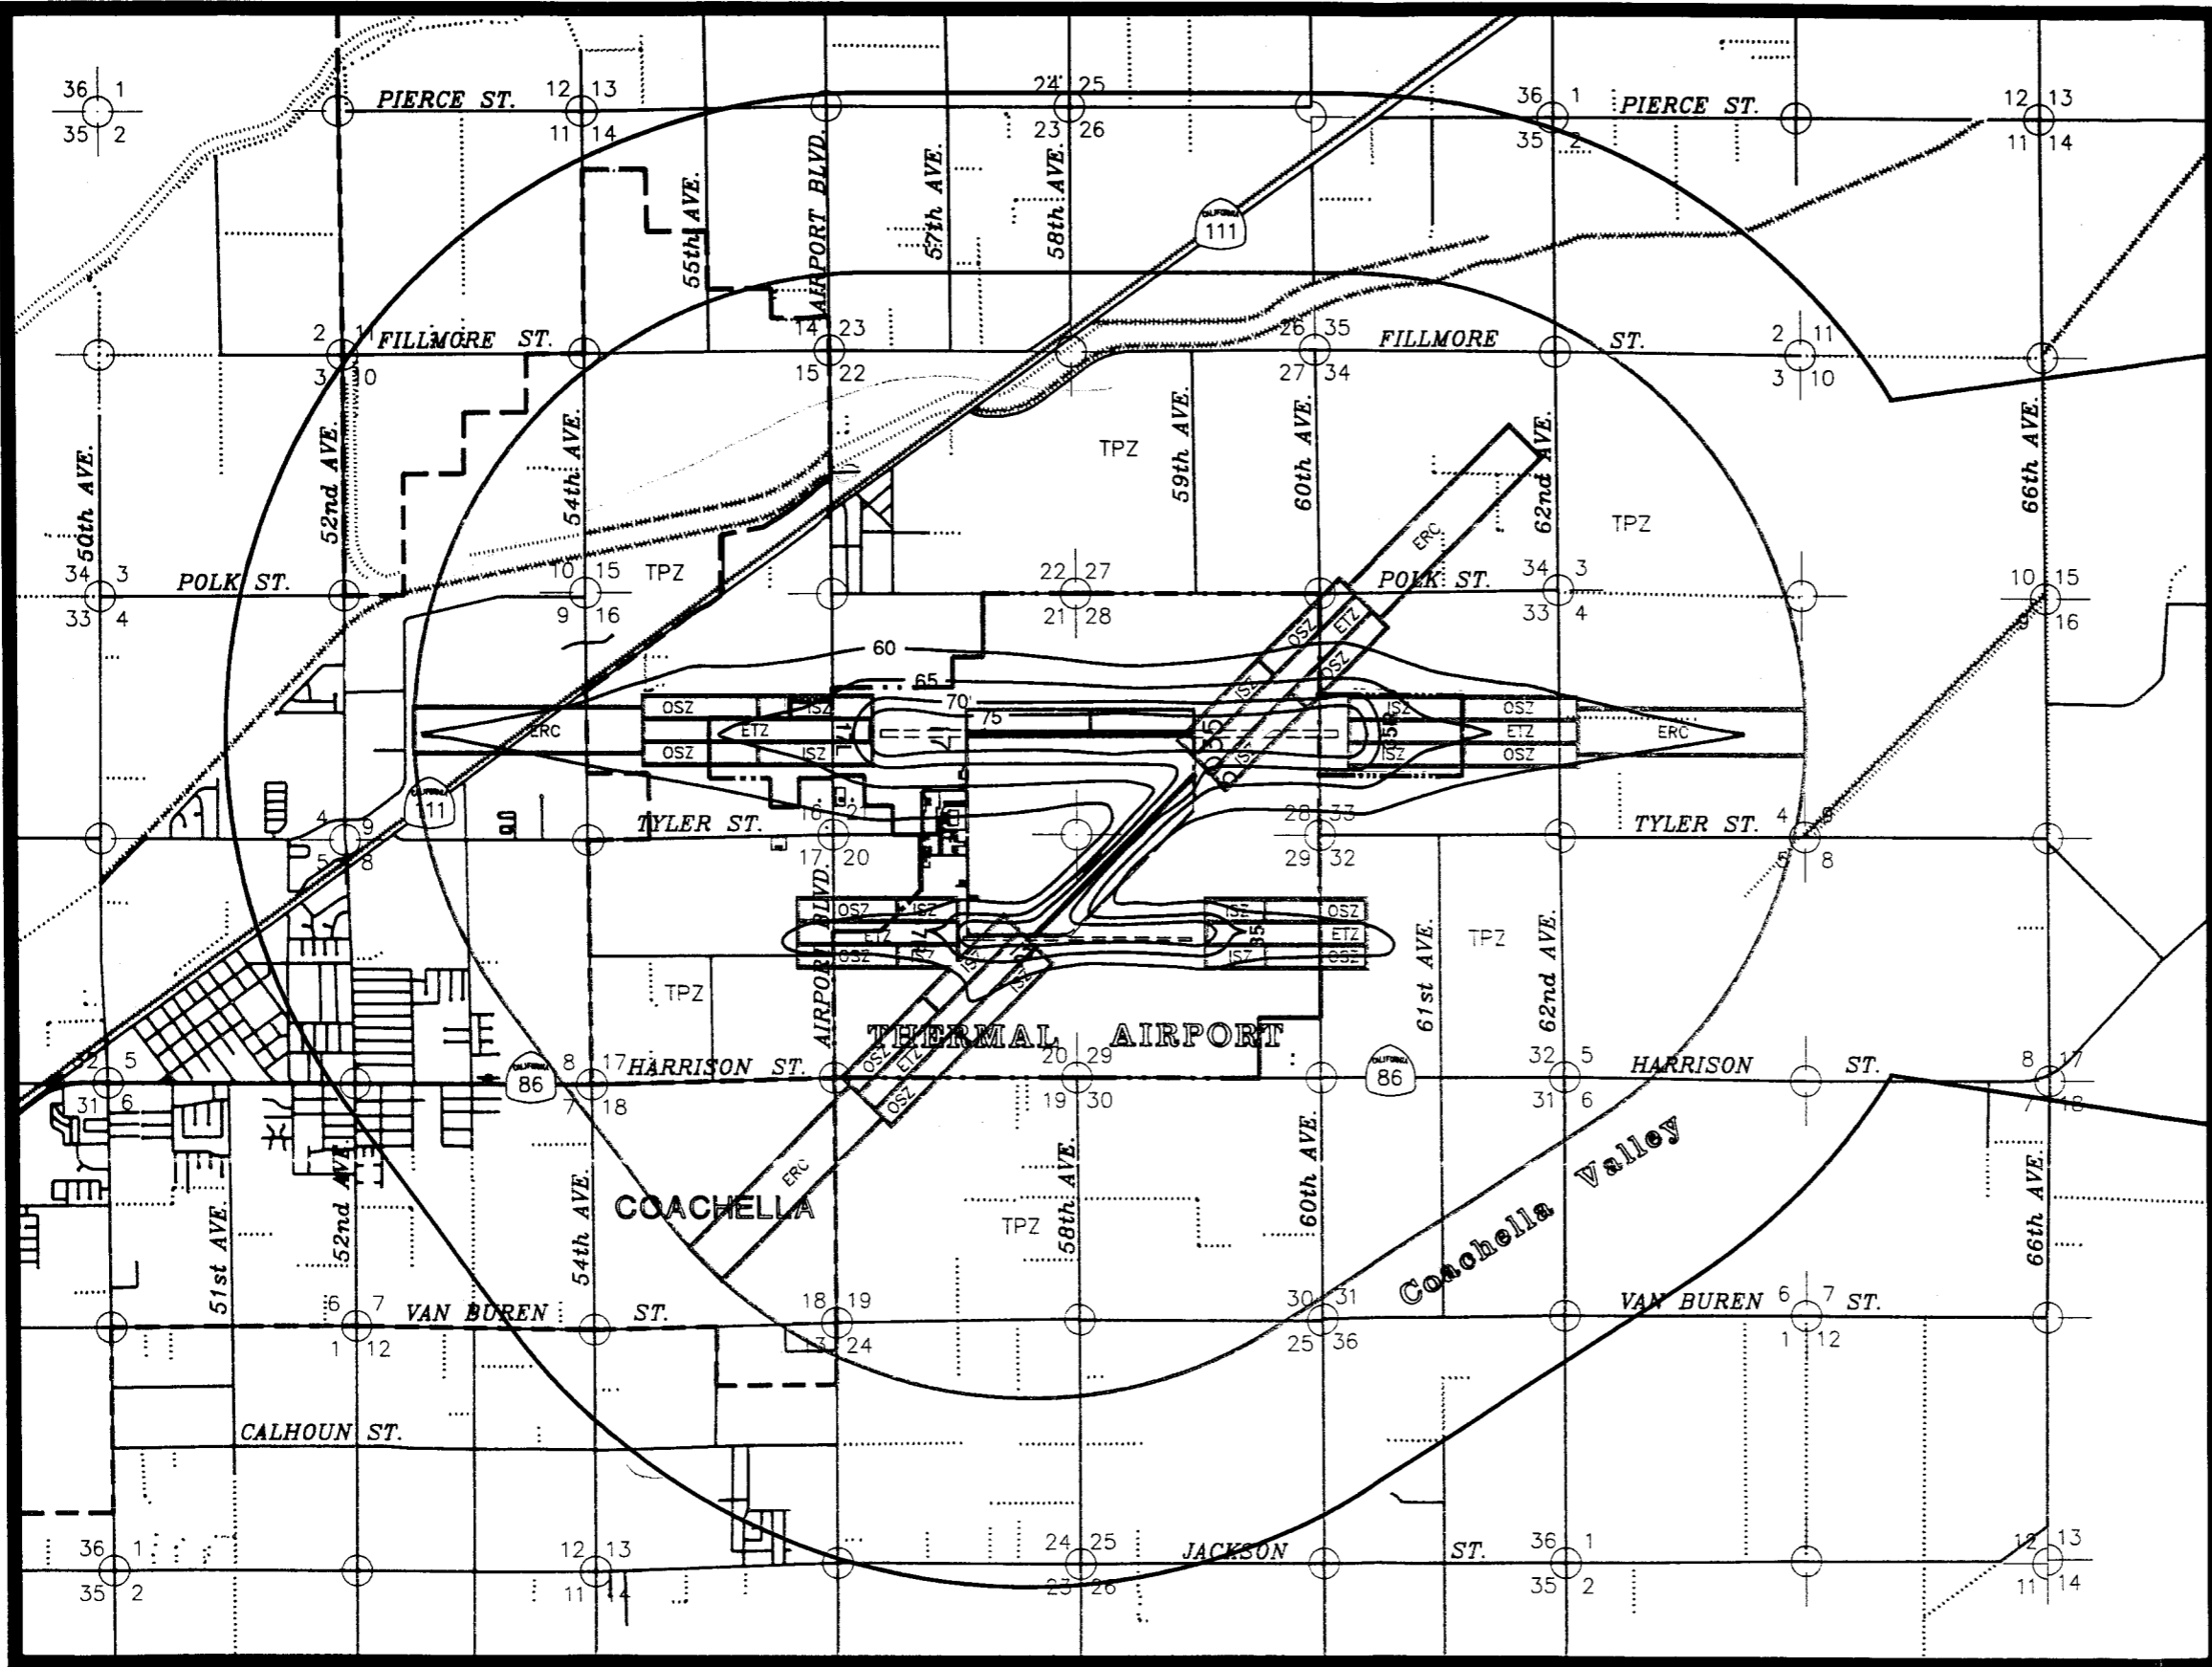 36 1
35 2
PIERCE ST.
12 13
11 14
24 25
23 26
36 1
35 2
PIERCE ST.
12 13
11 14
55th AVE.
AIRPORT BLVD.
57th AVE.
58th AVE.
CALIFORNIA
111
2 1
3 10
FILLMORE ST.
14 23
15 22
26 35
27 34
FILLMORE ST.
2 11
3 10
50th AVE.
52nd AVE.
54th AVE.
TPZ
59th AVE.
60th AVE.
ERC
62nd AVE.
TPZ
66th AVE.
34 3
33 4
POLK ST.
10 15
9 16
TPZ
22 27
21 28
POLK ST.
34 3
33 4
10 15
9 16
OSZ
ETZ
OSZ
ISZ
ISZ
60
65
70
75
OSZ
ISZ
ERC
ETZ
OSZ
ISZ
17L
35R
ISZ
OSZ
ETZ
ERC
ISZ
OSZ
CALIFORNIA
111
4 9
5 8
TYLER ST.
16 21
17 20
28 33
29 32
TYLER ST.
4 9
5 8
OSZ
ISZ
ETZ
OSZ
ISZ
ISZ
OSZ
ETZ
ISZ
OSZ
ISZ
ISZ
TPZ
AIRPORT BLVD.
61st AVE.
TPZ
62nd AVE.
THERMAL AIRPORT
32 5
31 6
CALIFORNIA
86
8 17
7 18
HARRISON ST.
OSZ
ETZ
OSZ
20 29
19 30
CALIFORNIA
86
32 5
31 6
HARRISON ST.
8 17
7 18
ERC
COACHELLA
TPZ
51st AVE.
52nd AVE.
54th AVE.
58th AVE.
60th AVE.
Coachella Valley
66th AVE.
6 7
1 12
VAN BUREN ST.
18 19
13 24
30 31
25 36
VAN BUREN ST.
6 7
1 12
CALHOUN ST.
36 1
35 2
12 13
11 14
24 25
23 26
JACKSON ST.
36 1
35 2
12 13
11 14